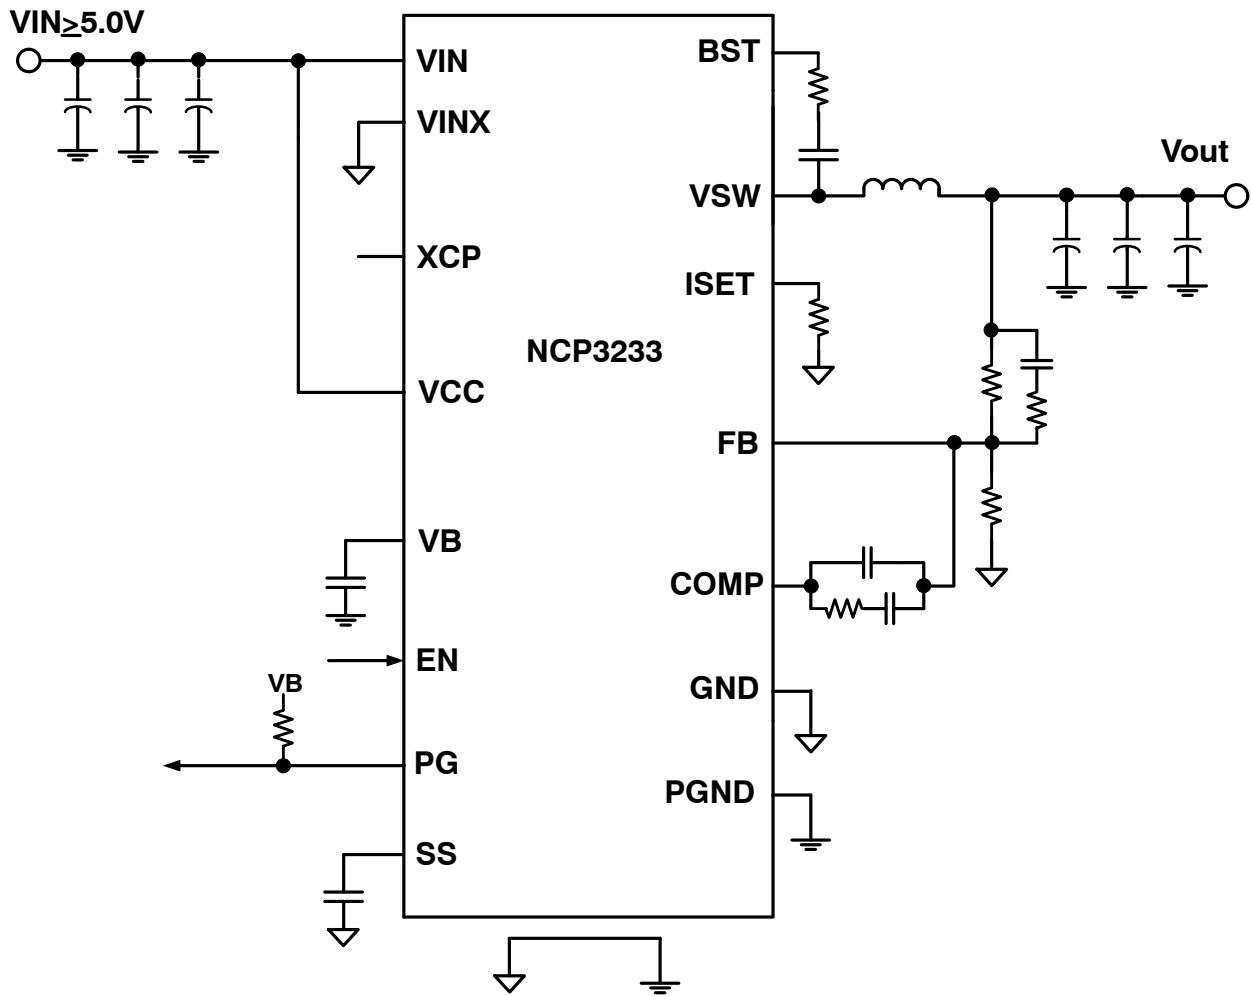 VIN≥5.0V
VIN
VINX
XCP
VCC
VB
EN
VB
PG
SS
NCP3233
BST
VSW
Vout
ISET
FB
COMP
GND
PGND